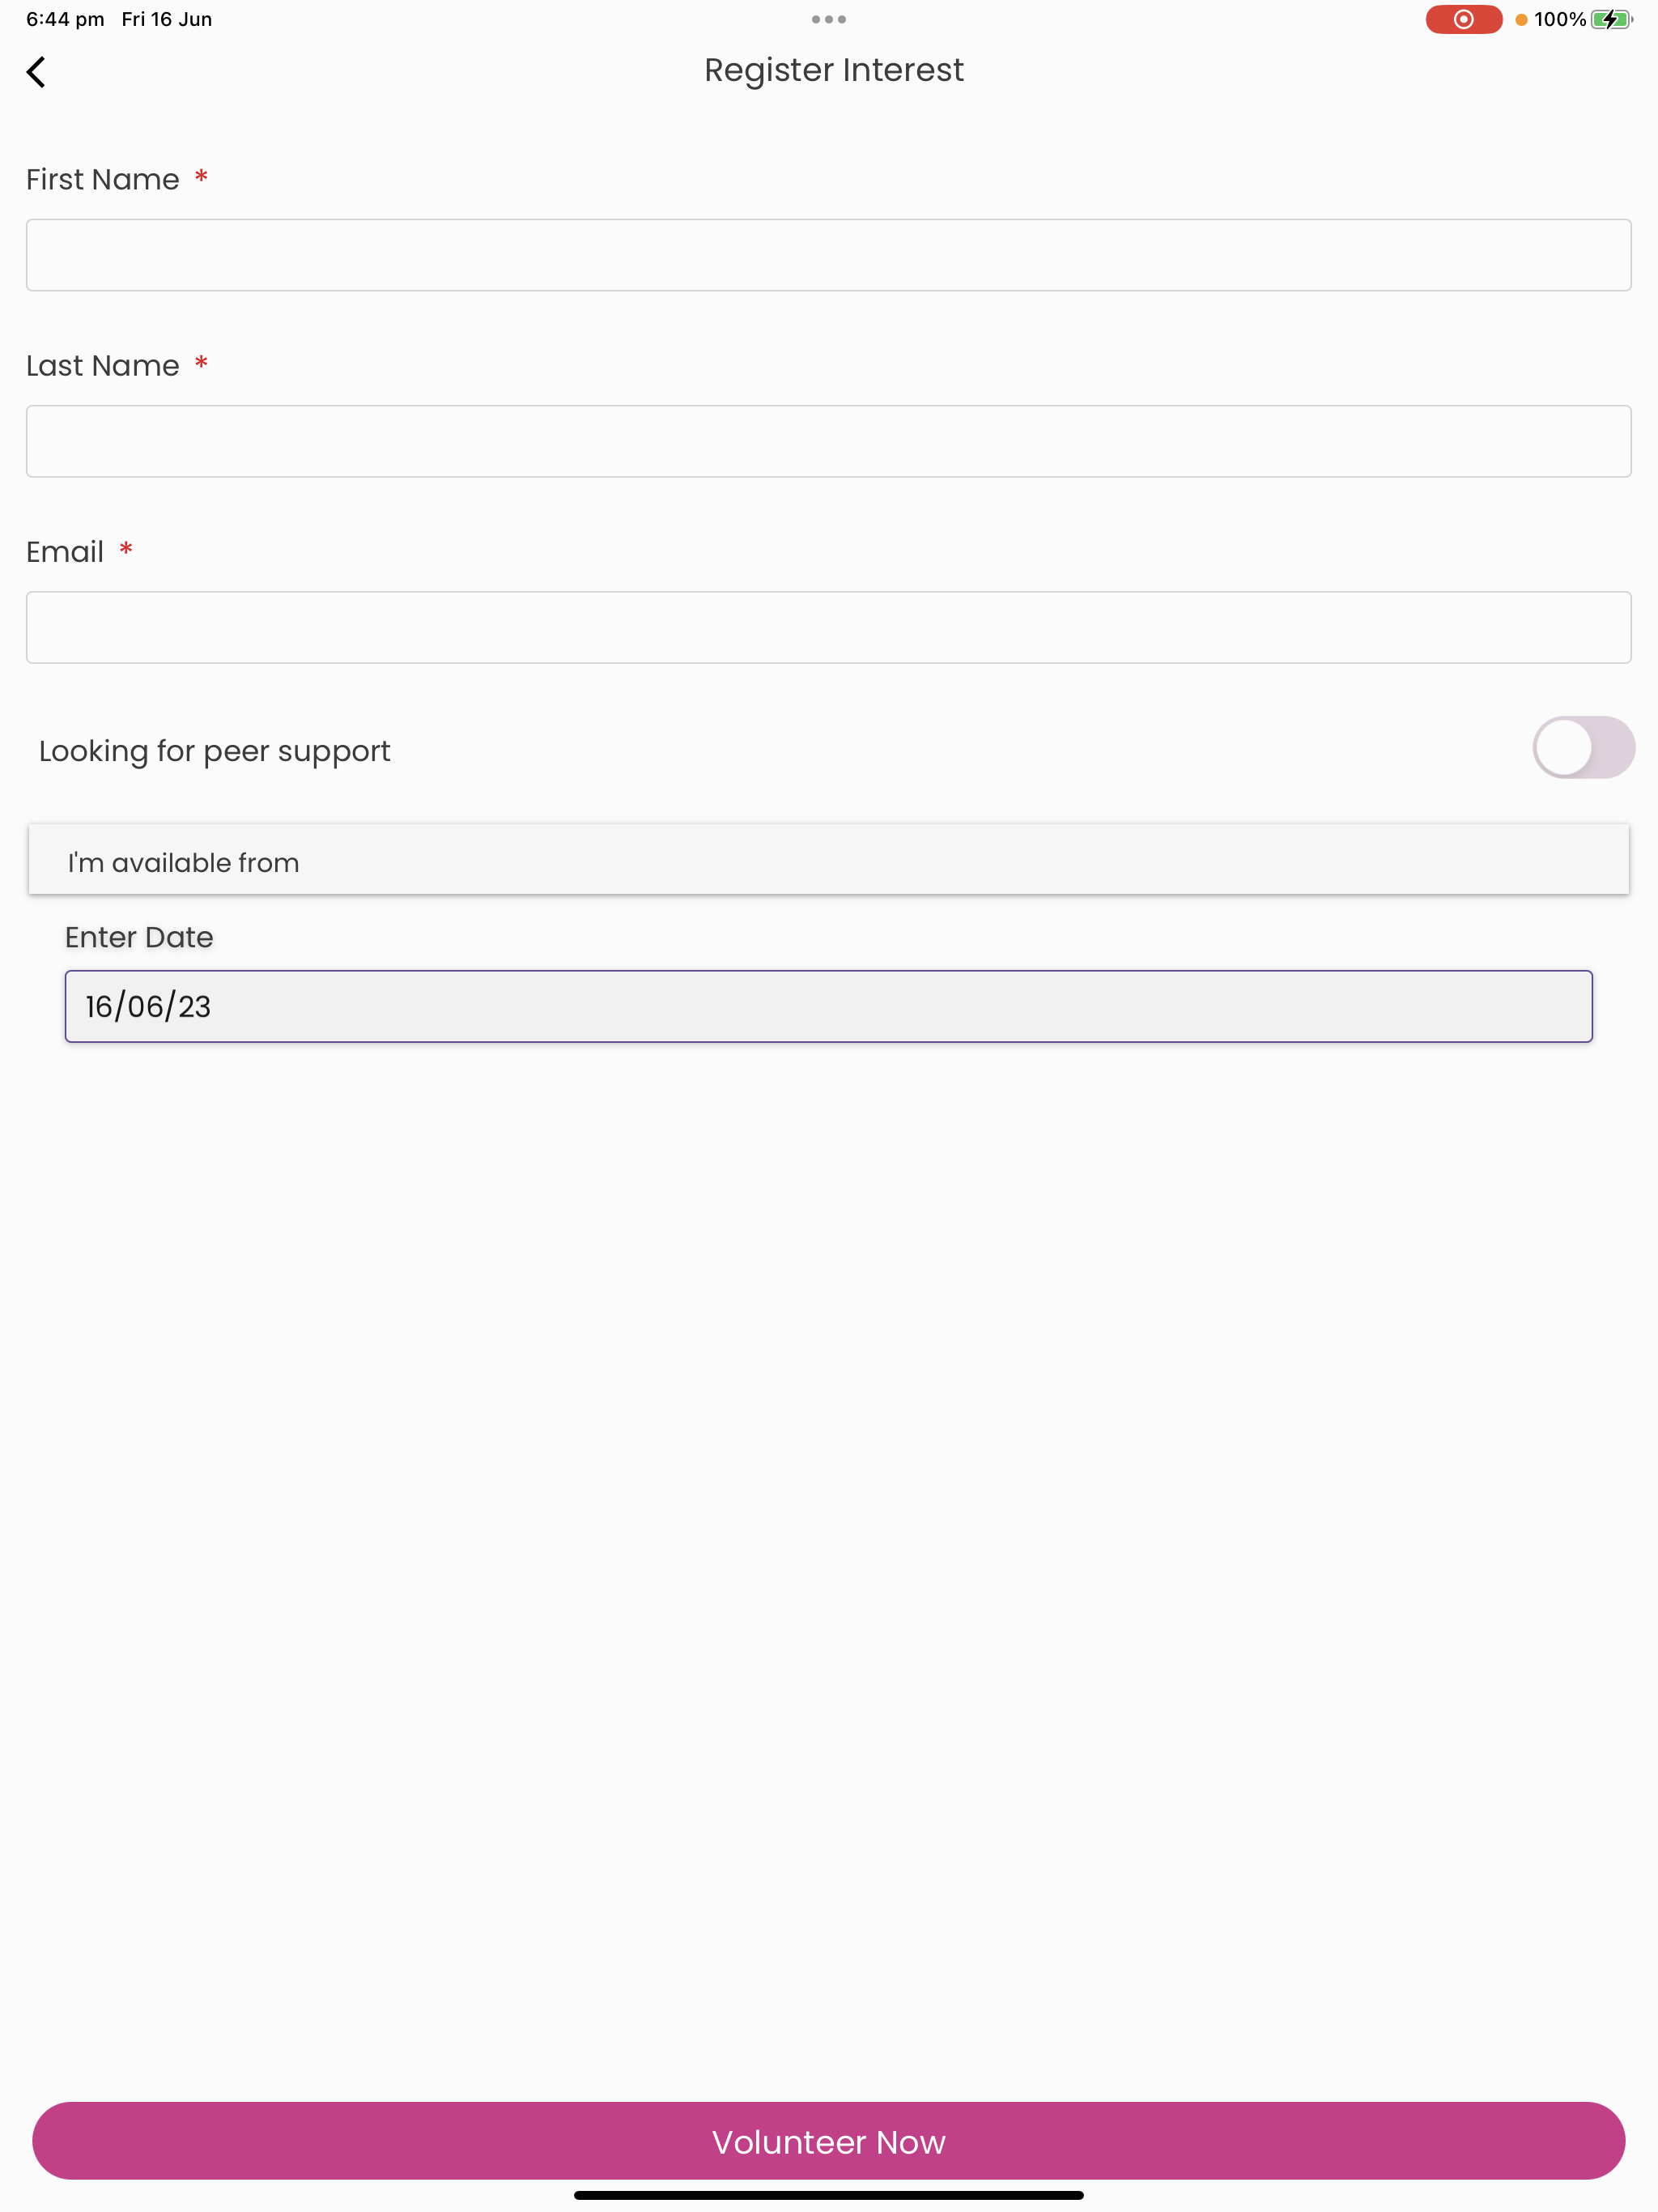 6:44 pm Fri 16 Jun 100%
Register Interest
First Name *
Last Name *
Email *
Looking for peer support
I'm available from
Enter Date
16/06/23
Volunteer Now